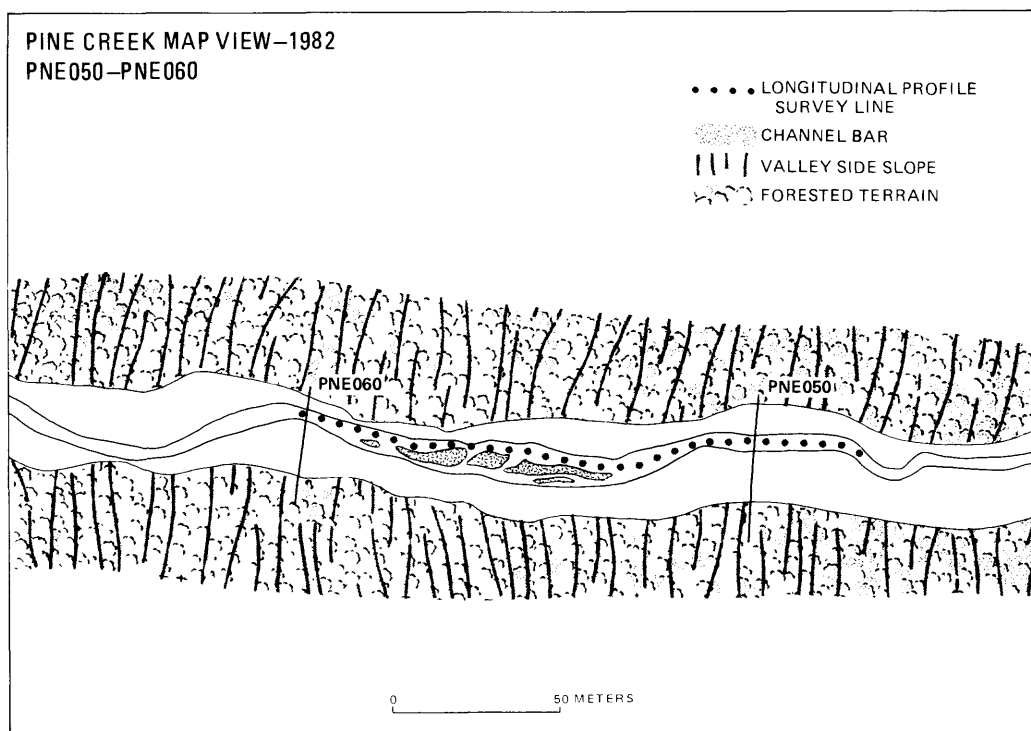 PINE CREEK MAP VIEW–1982
PNE050–PNE060
LONGITUDINAL PROFILE
SURVEY LINE
CHANNEL BAR
VALLEY SIDE SLOPE
FORESTED TERRAIN
PNE060
PNE050
0 50 METERS